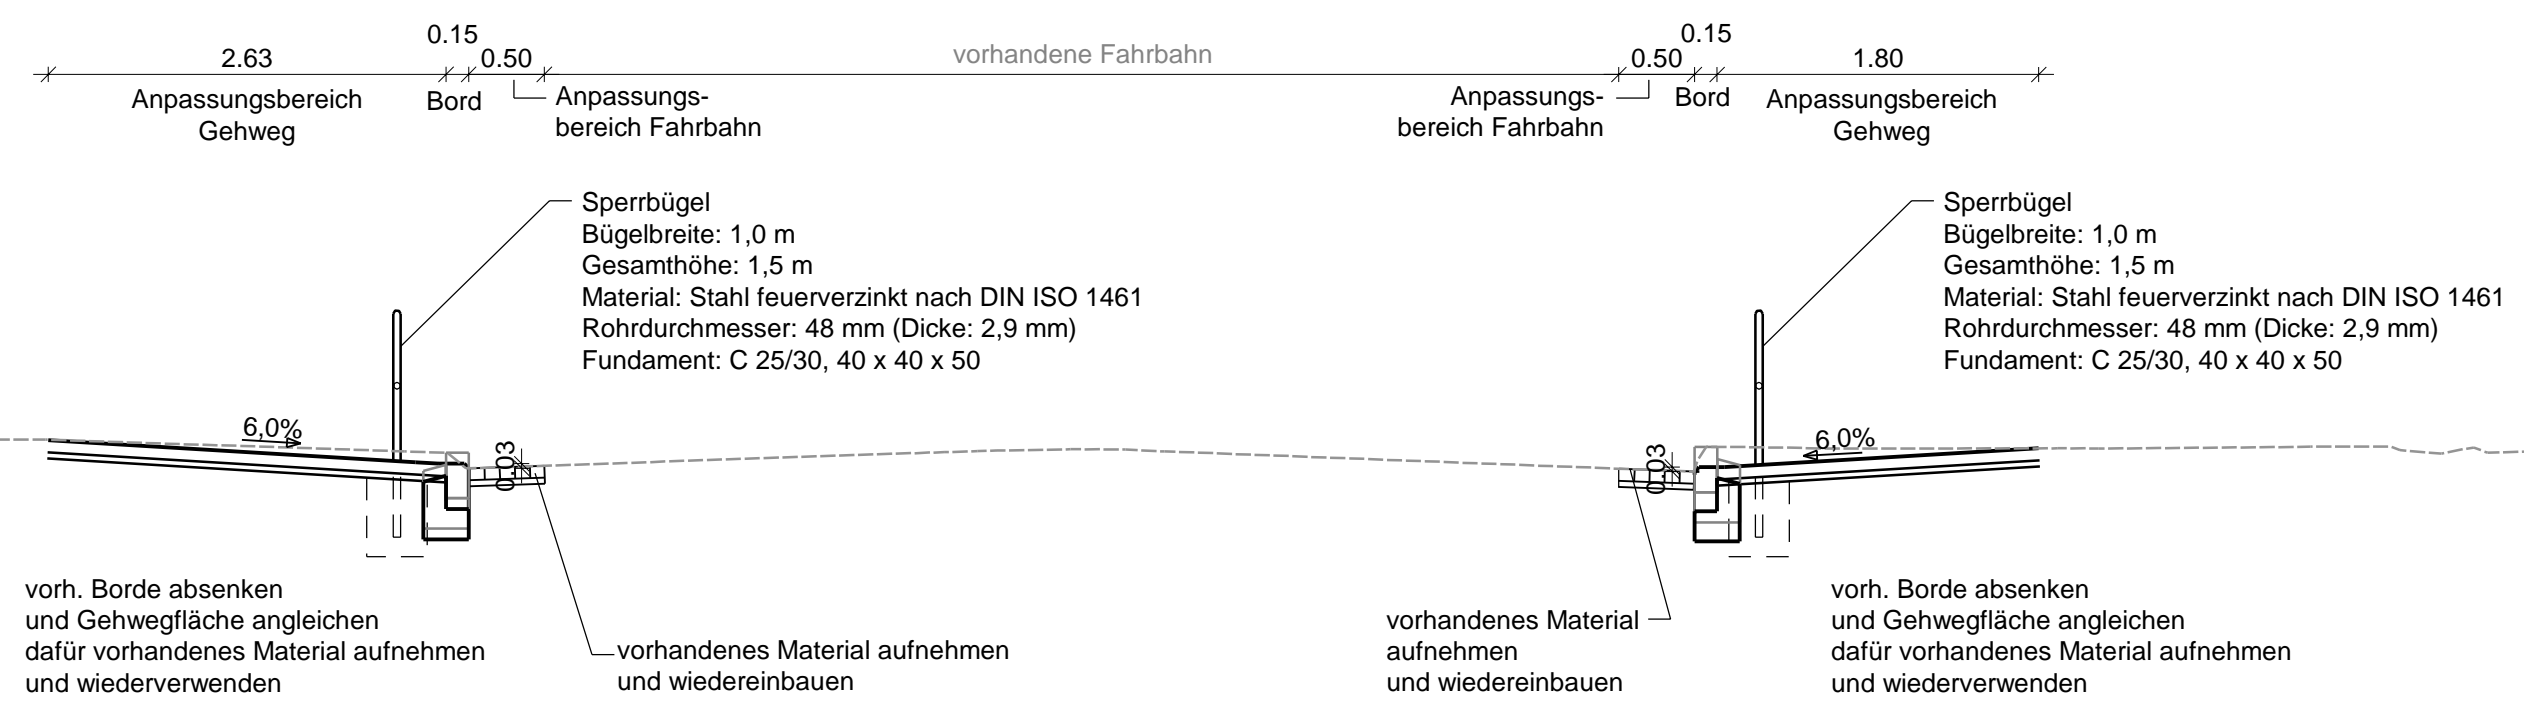 0.15
2.63
0.50
vorhandene Fahrbahn
0.15
0.50
1.80
Anpassungsbereich
Gehweg
Bord
Anpassungs-
bereich Fahrbahn
Anpassungs-
bereich Fahrbahn
Bord
Anpassungsbereich
Gehweg
Sperrbügel
Bügelbreite: 1,0 m
Gesamthöhe: 1,5 m
Material: Stahl feuerverzinkt nach DIN ISO 1461
Rohrdurchmesser: 48 mm (Dicke: 2,9 mm)
Fundament: C 25/30, 40 x 40 x 50
Sperrbügel
Bügelbreite: 1,0 m
Gesamthöhe: 1,5 m
Material: Stahl feuerverzinkt nach DIN ISO 1461
Rohrdurchmesser: 48 mm (Dicke: 2,9 mm)
Fundament: C 25/30, 40 x 40 x 50
6,0%
0.03
0.03
6,0%
vorh. Borde absenken
und Gehwegfläche angleichen
dafür vorhandenes Material aufnehmen
und wiederverwenden
vorhandenes Material aufnehmen
und wiedereinbauen
vorhandenes Material
aufnehmen
und wiedereinbauen
vorh. Borde absenken
und Gehwegfläche angleichen
dafür vorhandenes Material aufnehmen
und wiederverwenden